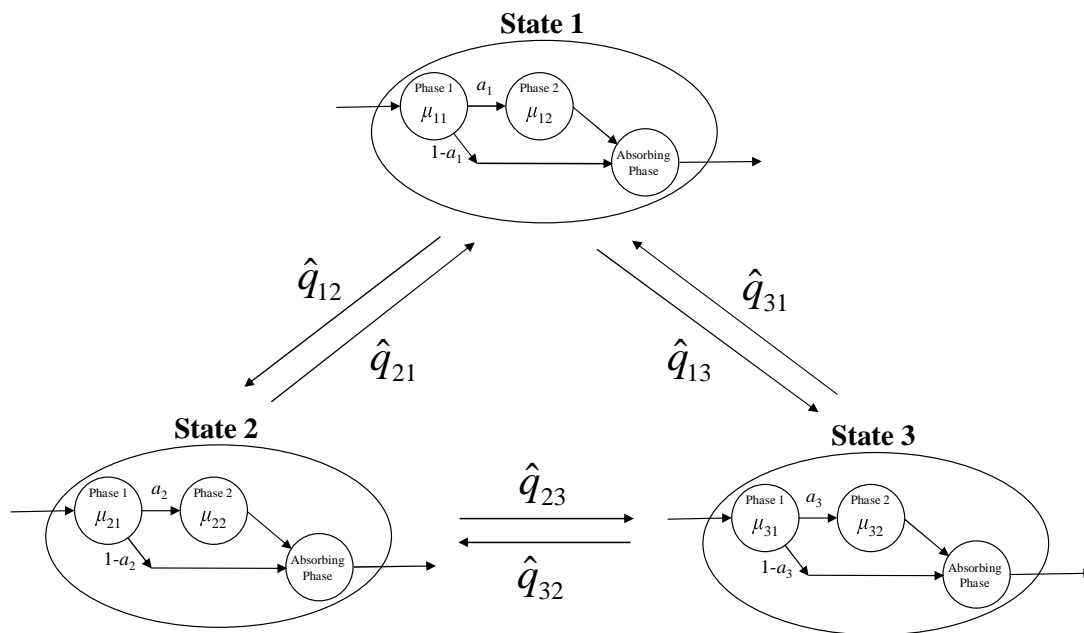 State 1
Phase 1
μ₁₁
a₁
Phase 2
μ₁₂
1-a₁
Absorbing
Phase
q̂₁₂
q̂₂₁
q̂₃₁
q̂₁₃
State 2
Phase 1
μ₂₁
a₂
Phase 2
μ₂₂
1-a₂
Absorbing
Phase
q̂₂₃
q̂₃₂
State 3
Phase 1
μ₃₁
a₃
Phase 2
μ₃₂
1-a₃
Absorbing
Phase